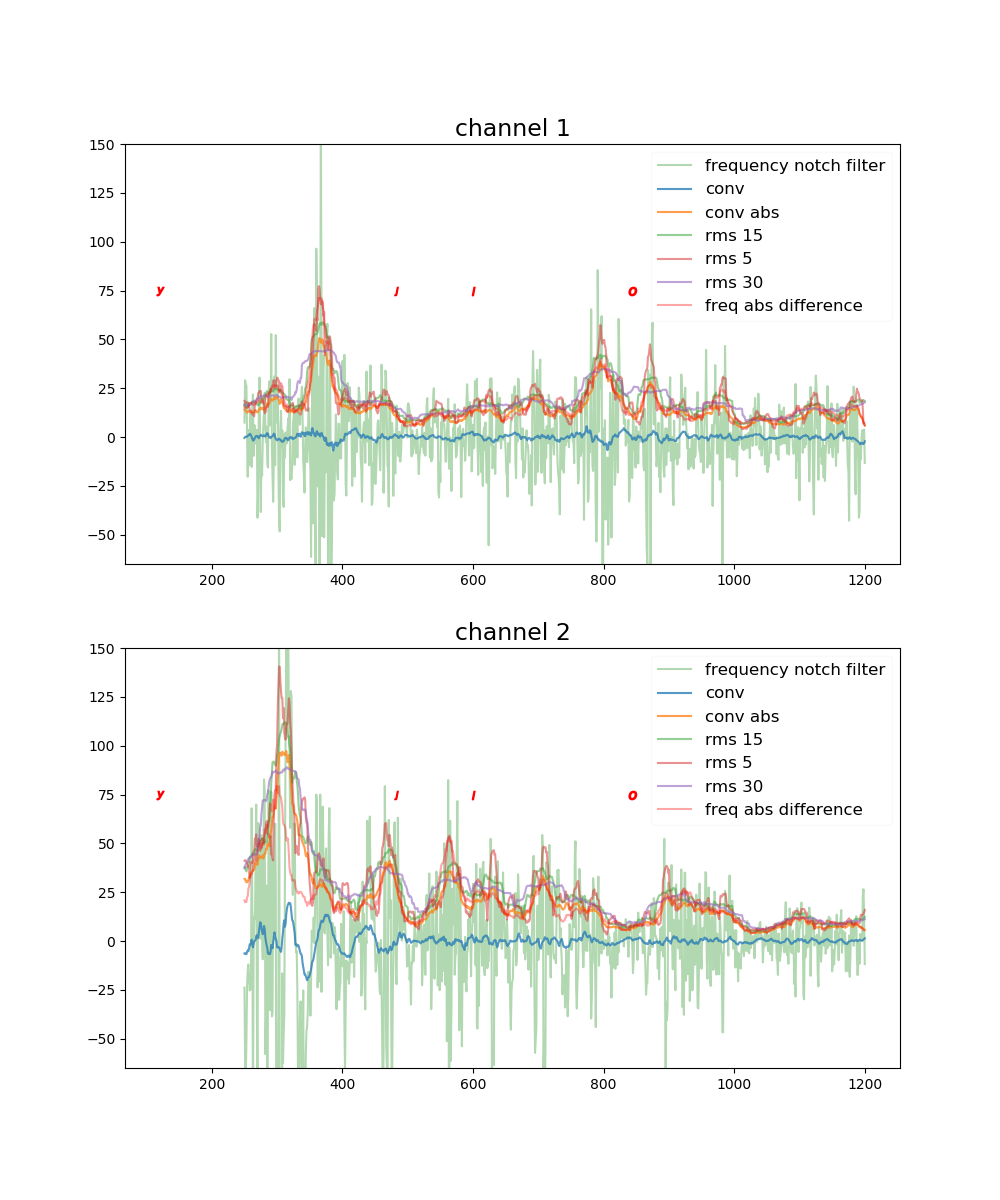 channel 1
150
125
100
75
50
25
0
−25
−50
frequency notch filter
conv
conv abs
rms 15
rms 5
rms 30
freq abs difference
y ȷ ı o
200 400 600 800 1000 1200
channel 2
150
125
100
75
50
25
0
−25
−50
frequency notch filter
conv
conv abs
rms 15
rms 5
rms 30
freq abs difference
y ȷ ı o
200 400 600 800 1000 1200